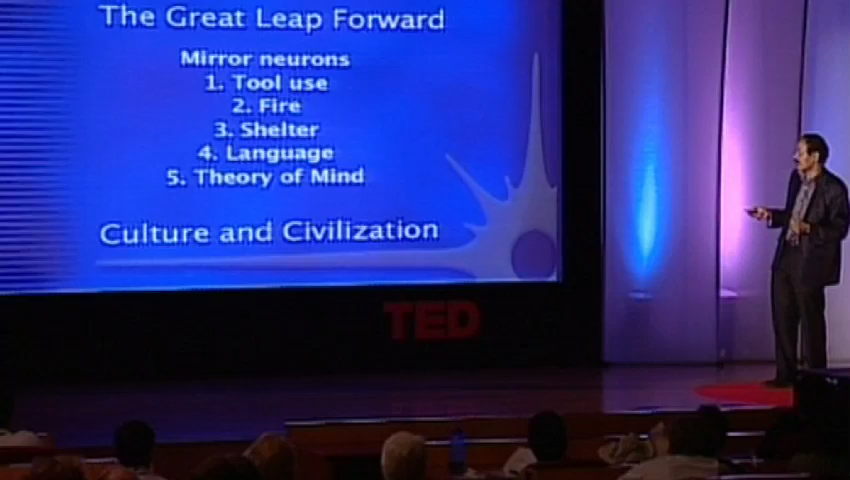 The Great Leap Forward
Mirror neurons
1. Tool use
2. Fire
3. Shelter
4. Language
5. Theory of Mind
Culture and Civilization
TED